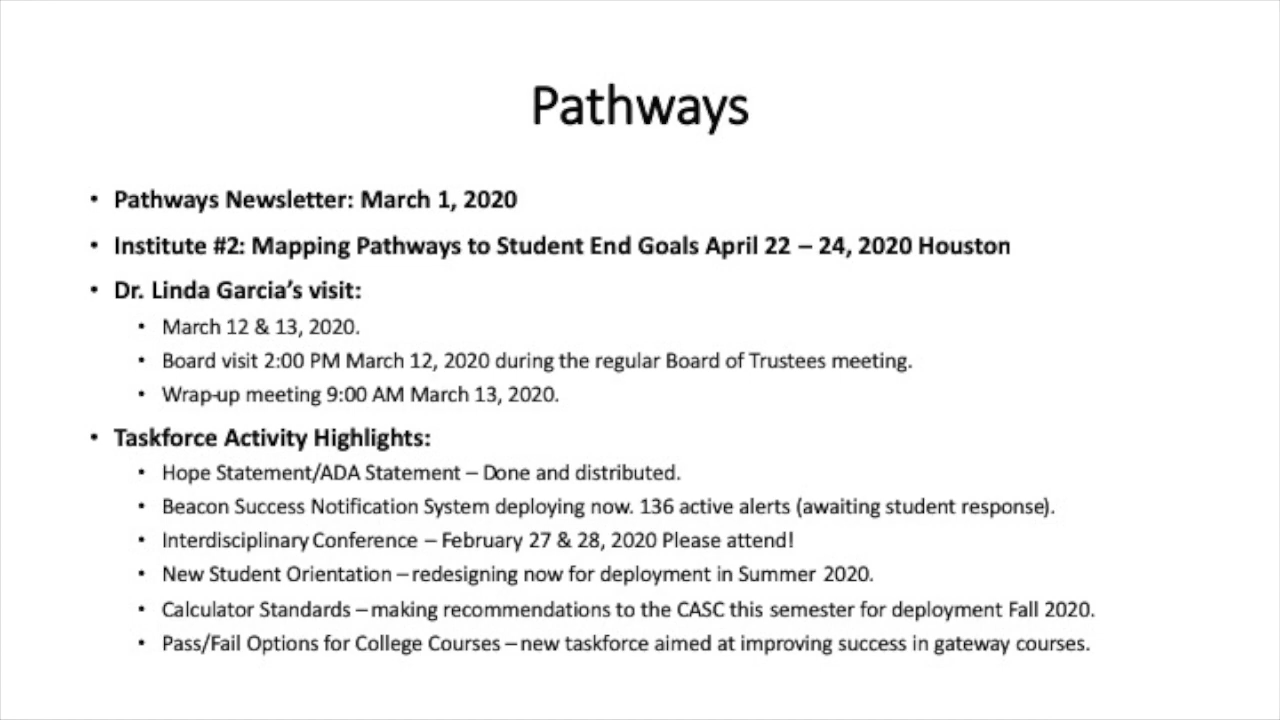 Pathways
• Pathways Newsletter: March 1, 2020
• Institute #2: Mapping Pathways to Student End Goals April 22 – 24, 2020 Houston
• Dr. Linda Garcia’s visit:
• March 12 & 13, 2020.
• Board visit 2:00 PM March 12, 2020 during the regular Board of Trustees meeting.
• Wrap-up meeting 9:00 AM March 13, 2020.
• Taskforce Activity Highlights:
• Hope Statement/ADA Statement – Done and distributed.
• Beacon Success Notification System deploying now. 136 active alerts (awaiting student response).
• Interdisciplinary Conference – February 27 & 28, 2020 Please attend!
• New Student Orientation – redesigning now for deployment in Summer 2020.
• Calculator Standards – making recommendations to the CASC this semester for deployment Fall 2020.
• Pass/Fail Options for College Courses – new taskforce aimed at improving success in gateway courses.